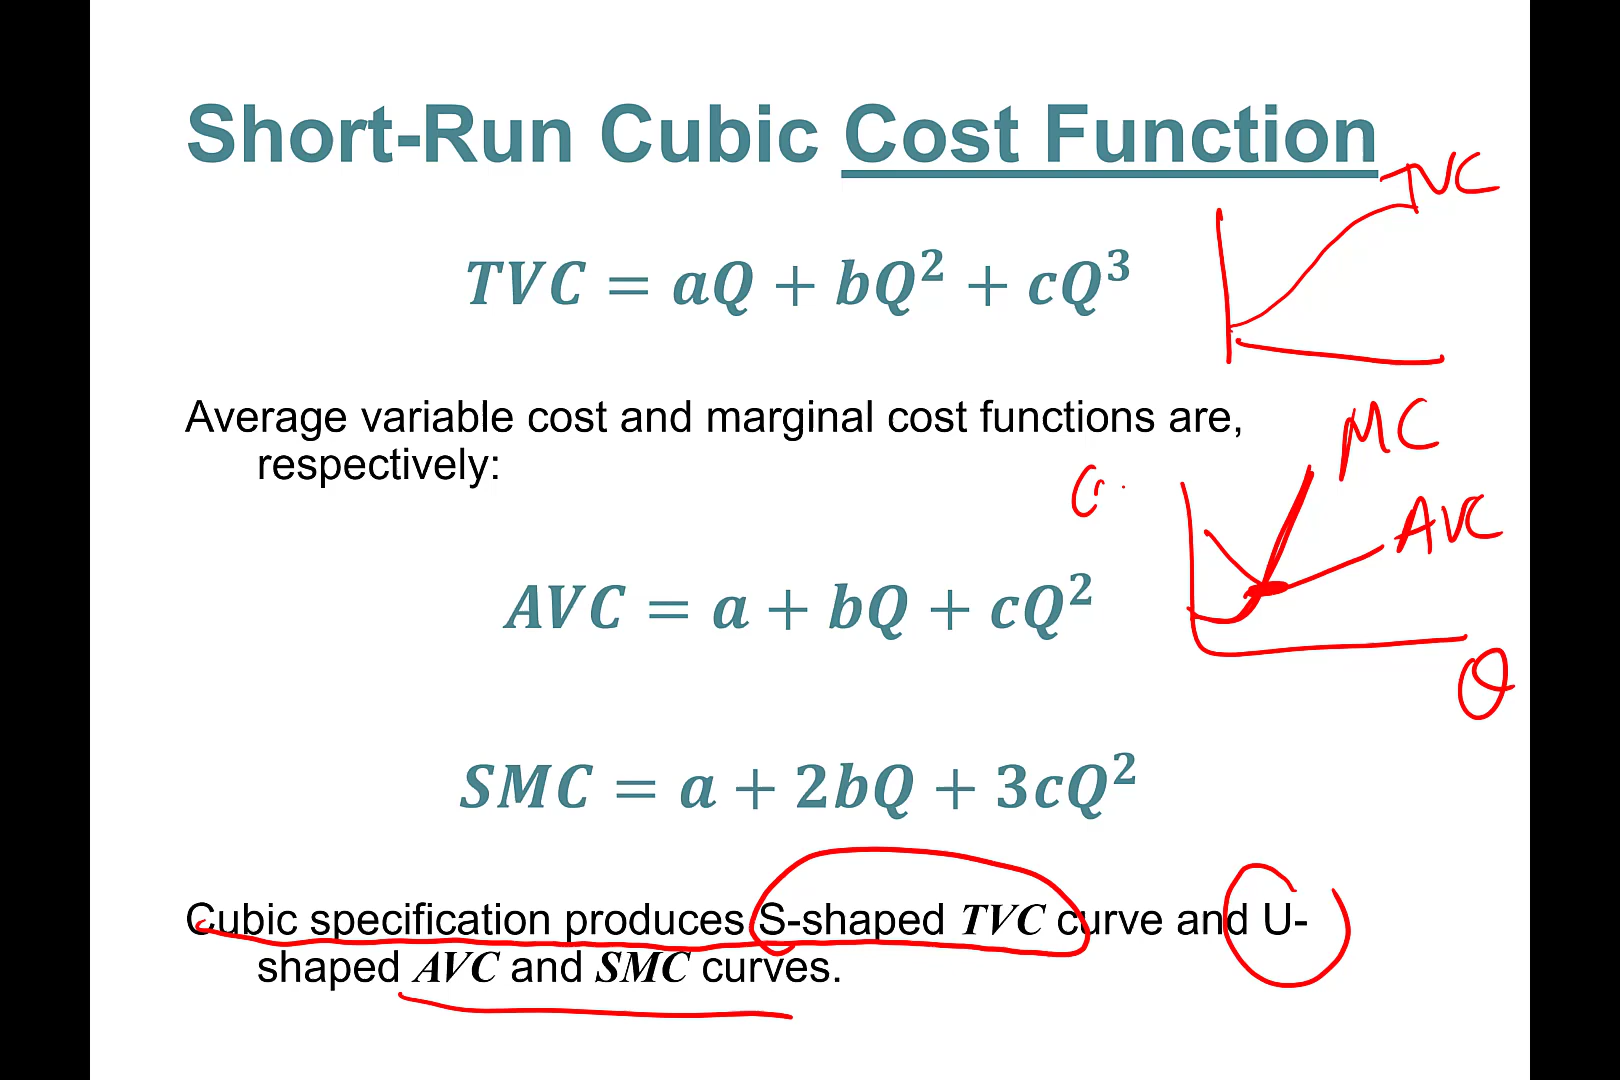 Short-Run Cubic Cost Function
TVC
TVC = aQ + bQ² + cQ³
Average variable cost and marginal cost functions are,
respectively:
MC
AVC
AVC = a + bQ + cQ²
Q
SMC = a + 2bQ + 3cQ²
Cubic specification produces S-shaped TVC curve and U-
shaped AVC and SMC curves.